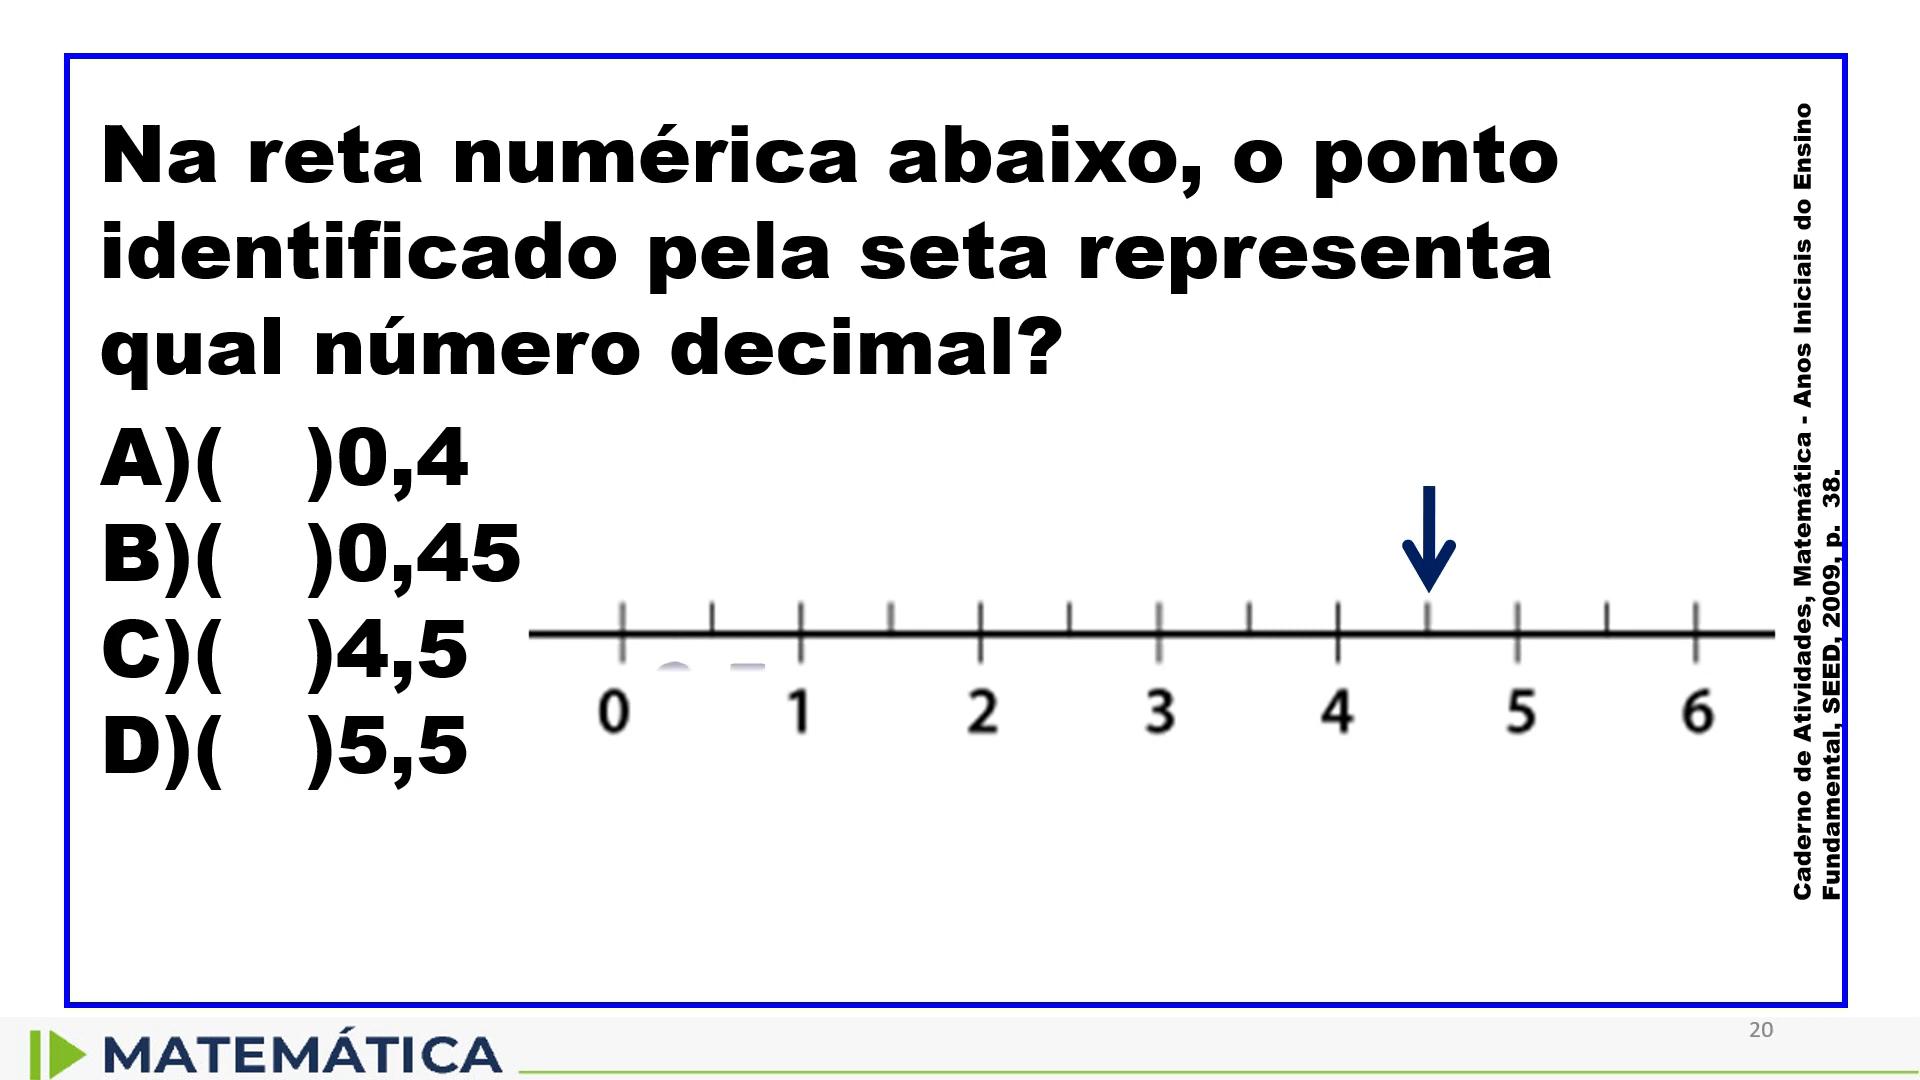 Na reta numérica abaixo, o ponto
identificado pela seta representa
qual número decimal?
A)(   )0,4
B)(   )0,45
C)(   )4,5
D)(   )5,5
0 1 2 3 4 5 6
Caderno de Atividades, Matemática - Anos Iniciais do Ensino
Fundamental, SEED, 2009, p. 38.
MATEMÁTICA
20